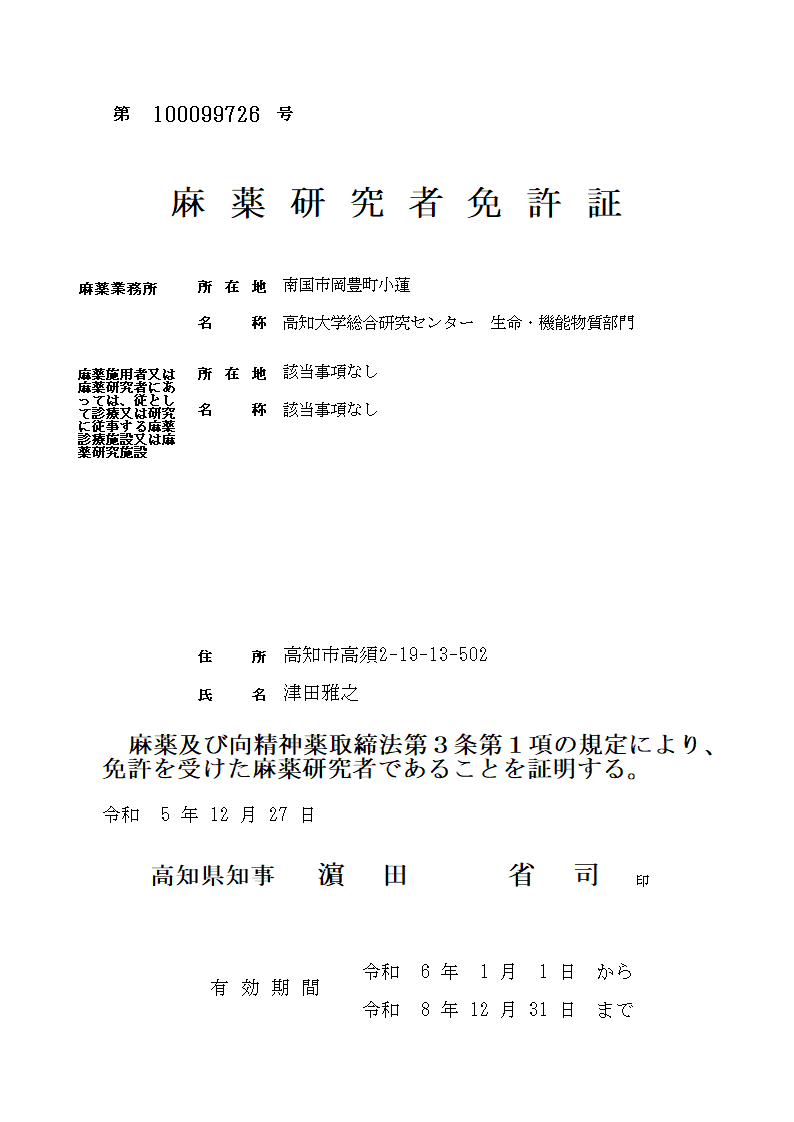 第 100099726 号
麻薬研究者免許証
麻薬業務所 所在地 南国市岡豊町小蓮
名称 高知大学総合研究センター 生命・機能物質部門
麻薬施用者又は
麻薬研究者にあ
っては、従とし
て診療又は研究
に従事する麻薬
診療施設又は麻
薬研究施設
所在地 該当事項なし
名称 該当事項なし
住所 高知市高須2-19-13-502
氏名 津田雅之
麻薬及び向精神薬取締法第3条第1項の規定により、
免許を受けた麻薬研究者であることを証明する。
令和 5 年 12 月 27 日
高知県知事 濵田 省司 印
有効期間
令和 6 年 1 月 1 日 から
令和 8 年 12 月 31 日 まで